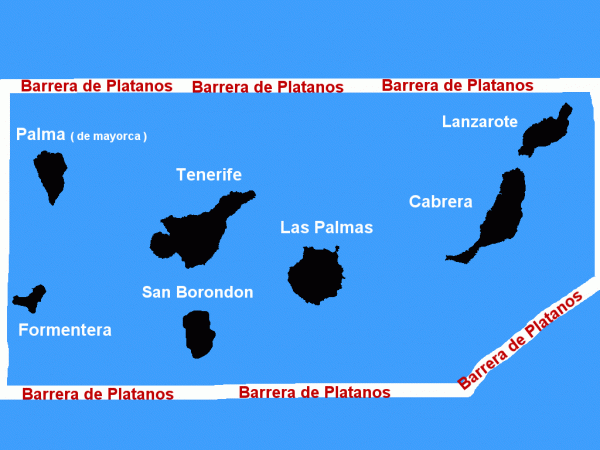 Barrera de Platanos
Barrera de Platanos
Barrera de Platanos
Lanzarote
Palma ( de mayorca )
Tenerife
Cabrera
Las Palmas
San Borondon
Formentera
Barrera de Platanos
Barrera de Platanos
Barrera de Platanos